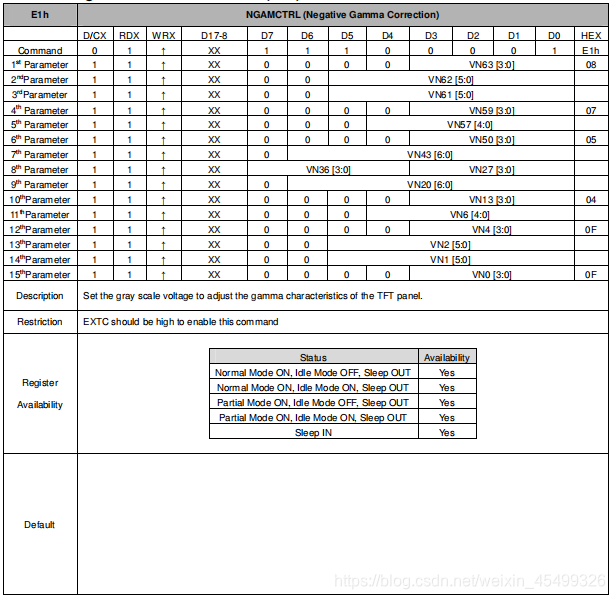 E1h NGAMCTRL (Negative Gamma Correction)
D/CX RDX WRX D17-8 D7 D6 D5 D4 D3 D2 D1 D0 HEX
Command 0 1 ↑ XX 1 1 1 0 0 0 0 1 E1h
1st Parameter 1 1 ↑ XX 0 0 0 0 VN63 [3:0] 08
2ndParameter 1 1 ↑ XX 0 0 VN62 [5:0]
3rdParameter 1 1 ↑ XX 0 0 VN61 [5:0]
4th Parameter 1 1 ↑ XX 0 0 0 0 VN59 [3:0] 07
5th Parameter 1 1 ↑ XX 0 0 0 VN57 [4:0]
6th Parameter 1 1 ↑ XX 0 0 0 0 VN50 [3:0] 05
7th Parameter 1 1 ↑ XX 0 VN43 [6:0]
8th Parameter 1 1 ↑ XX VN36 [3:0] VN27 [3:0]
9th Parameter 1 1 ↑ XX 0 VN20 [6:0]
10thParameter 1 1 ↑ XX 0 0 0 0 VN13 [3:0] 04
11thParameter 1 1 ↑ XX 0 0 0 VN6 [4:0]
12thParameter 1 1 ↑ XX 0 0 0 0 VN4 [3:0] 0F
13thParameter 1 1 ↑ XX 0 0 VN2 [5:0]
14thParameter 1 1 ↑ XX 0 0 VN1 [5:0]
15thParameter 1 1 ↑ XX 0 0 0 0 VN0 [3:0] 0F
Description Set the gray scale voltage to adjust the gamma characteristics of the TFT panel.
Restriction EXTC should be high to enable this command
Register Availability
Status Availability
Normal Mode ON, Idle Mode OFF, Sleep OUT Yes
Normal Mode ON, Idle Mode ON, Sleep OUT Yes
Partial Mode ON, Idle Mode OFF, Sleep OUT Yes
Partial Mode ON, Idle Mode ON, Sleep OUT Yes
Sleep IN Yes
Default
https://blog.csdn.net/weixin_45499326